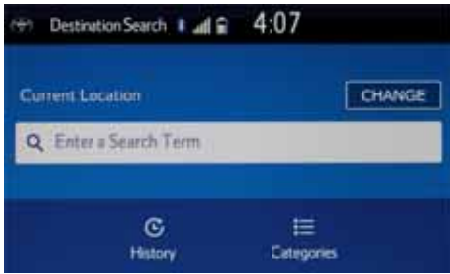 Destination Search 4:07
Current Location CHANGE
Enter a Search Term
History Categories